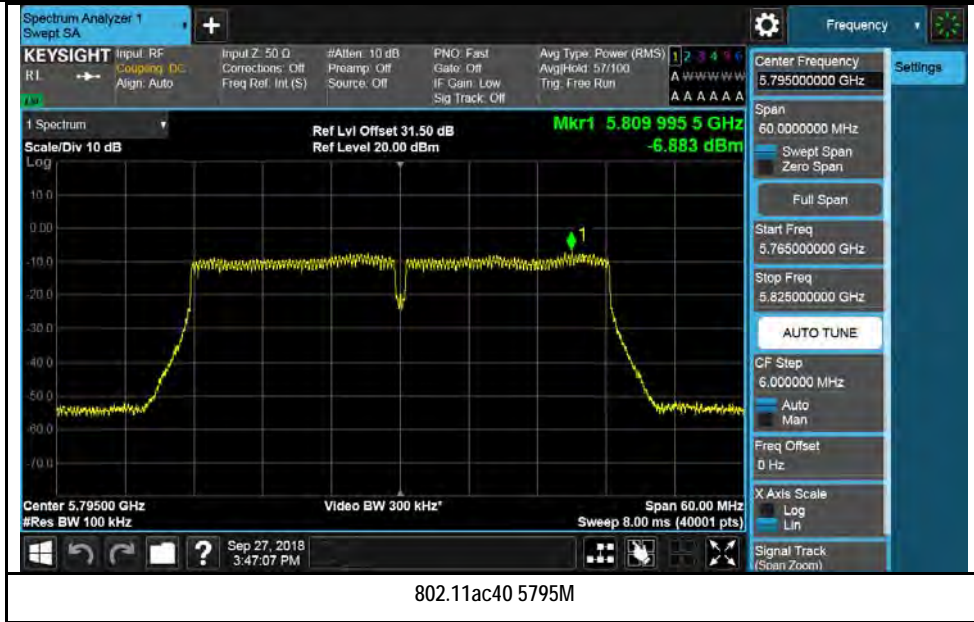 Spectrum Analyzer 1
Swept SA
+
Frequency
KEYSIGHT
RL
Input: RF
Coupling: DC
Align: Auto
Input Z: 50 Ω
Corrections: Off
Freq Ref: Int (S)
#Atten: 10 dB
Preamp: Off
Source: Off
PNO: Fast
Gate: Off
IF Gain: Low
Sig Track: Off
Avg Type: Power (RMS)
Avg|Hold: 57/100
Trig: Free Run
1 2 3 4 5 6
A W W W W W
A A A A A A
1 Spectrum
Scale/Div 10 dB
Ref Lvl Offset 31.50 dB
Ref Level 20.00 dBm
Mkr1 5.809 995 5 GHz
-6.883 dBm
Log
10.0
0.00
-10.0
-20.0
-30.0
-40.0
-50.0
-60.0
-70.0
1
Center 5.79500 GHz
#Res BW 100 kHz
Video BW 300 kHz*
Span 60.00 MHz
Sweep 8.00 ms (40001 pts)
Center Frequency
5.795000000 GHz
Settings
Span
60.0000000 MHz
Swept Span
Zero Span
Full Span
Start Freq
5.765000000 GHz
Stop Freq
5.825000000 GHz
AUTO TUNE
CF Step
6.000000 MHz
Auto
Man
Freq Offset
0 Hz
X Axis Scale
Log
Lin
Signal Track
(Span Zoom)
?
Sep 27, 2018
3:47:07 PM
802.11ac40 5795M